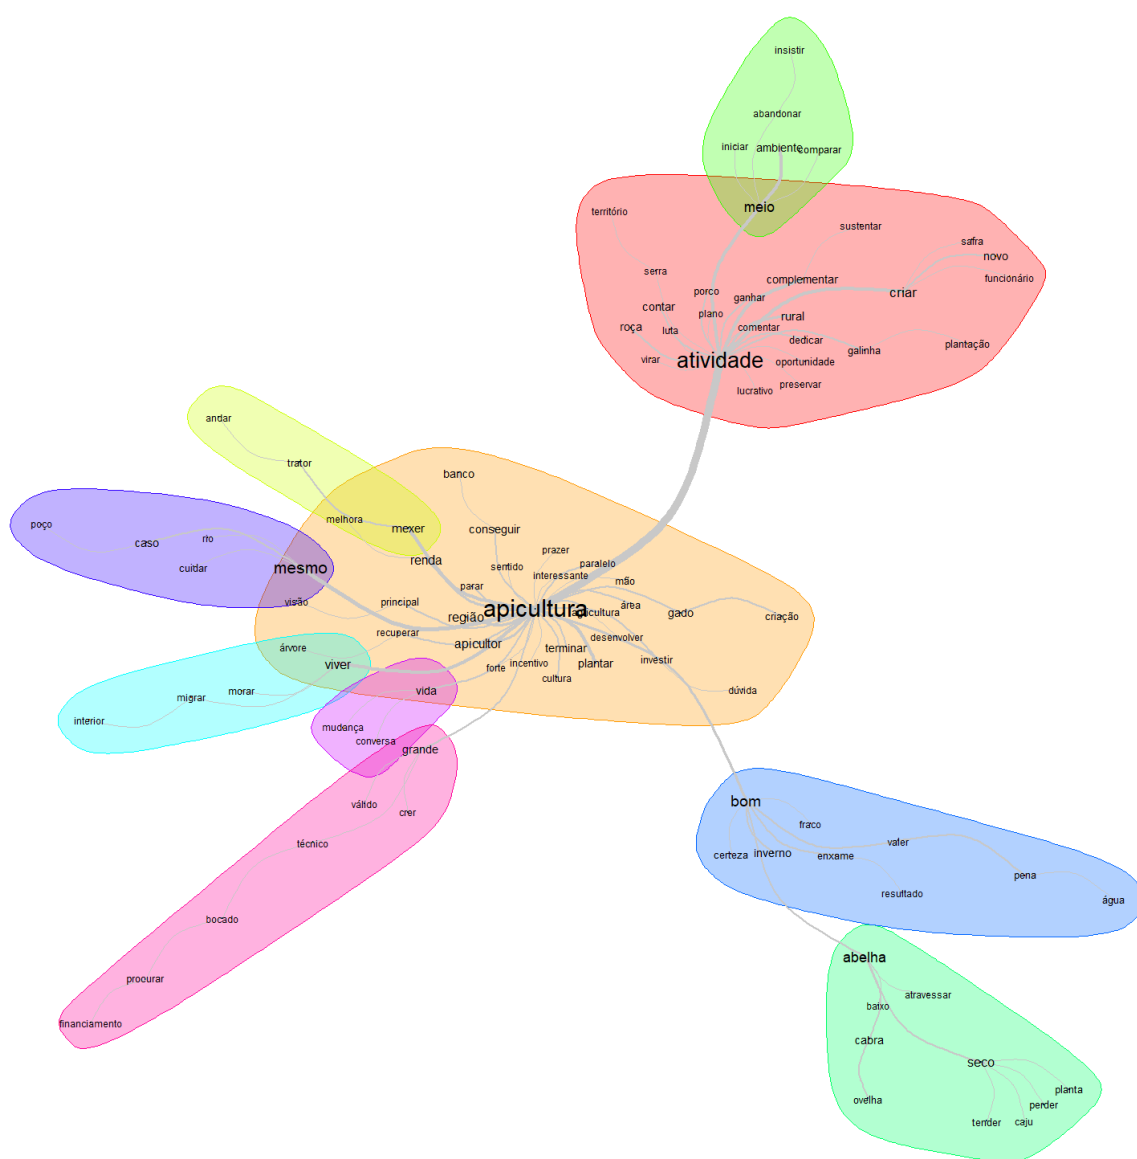 insistir
abandonar
iniciar
ambiente
comparar
meio
território
sustentar
safra
novo
funcionário
serra
complementar
criar
porco
ganhar
contar
plano
rural
roça
luta
comentar
dedicar
galinha
plantação
virar
atividade
oportunidade
lucrativo
preservar
andar
trator
banco
melhora
mexer
conseguir
poço
caso
rio
cuidar
mesmo
renda
sentido
prazer
interessante
paralelo
mão
parar
visão
principal
região
apicultura
agricultura
área
gado
criação
recuperar
apicultor
desenvolver
árvore
viver
forte
incentivo
terminar
plantar
investir
cultura
dúvida
interior
migrar
morar
vida
mudança
conversa
grande
válido
crer
técnico
bocado
procurar
financiamento
bom
fraco
certeza
inverno
enxame
valer
resultado
pena
água
abelha
atravessar
baixo
cabra
seco
ovelha
planta
perder
caju